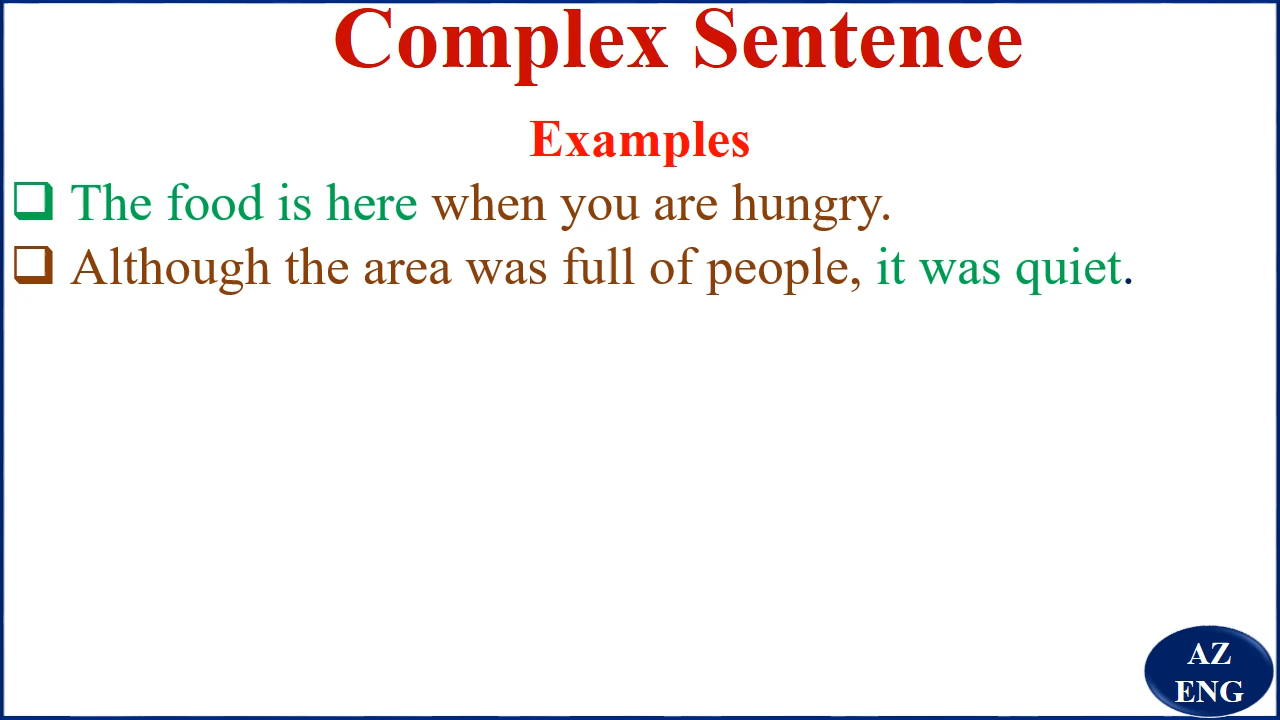 Complex Sentence
Examples
❑ The food is here when you are hungry.
❑ Although the area was full of people, it was quiet.
AZ
ENG